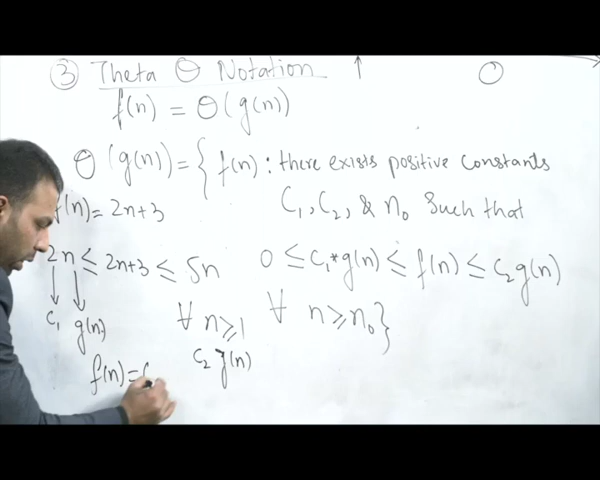 ③ Theta Θ Notation
f(n) = Θ(g(n))
Θ (g(n)) = { f(n) : there exists positive constants
f(n) = 2n+3
C₁, C₂, & n₀ Such that
2n ≤ 2n+3 ≤ 5n
0 ≤ C₁*g(n) ≤ f(n) ≤ C₂g(n)
C₁ g(n)
∀ n≥1
∀ n≥n₀}
C₂ g(n)
f(n) =